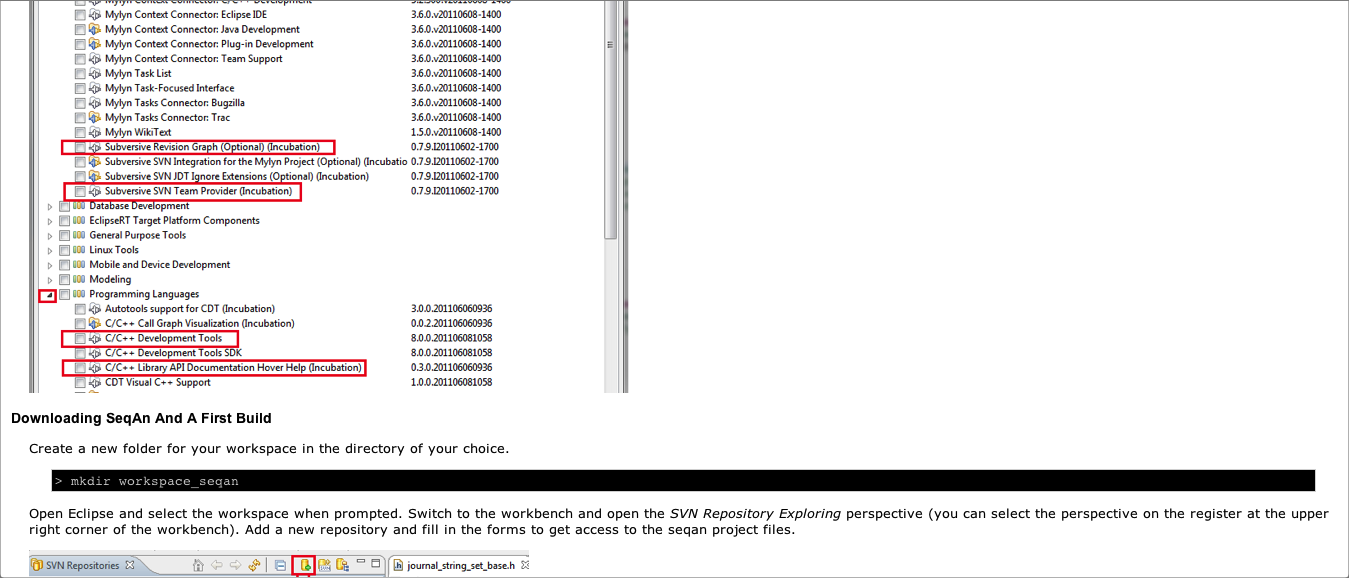 Mylyn Context Connector: C/C++ Development
Mylyn Context Connector: Eclipse IDE 3.6.0.v20110608-1400
Mylyn Context Connector: Java Development 3.6.0.v20110608-1400
Mylyn Context Connector: Plug-in Development 3.6.0.v20110608-1400
Mylyn Context Connector: Team Support 3.6.0.v20110608-1400
Mylyn Task List 3.6.0.v20110608-1400
Mylyn Task-Focused Interface 3.6.0.v20110608-1400
Mylyn Tasks Connector: Bugzilla 3.6.0.v20110608-1400
Mylyn Tasks Connector: Trac 3.6.0.v20110608-1400
Mylyn WikiText 1.5.0.v20110608-1400
Subversive Revision Graph (Optional) (Incubation) 0.7.9.I20110602-1700
Subversive SVN Integration for the Mylyn Project (Optional) (Incubatio 0.7.9.I20110602-1700
Subversive SVN JDT Ignore Extensions (Optional) (Incubation) 0.7.9.I20110602-1700
Subversive SVN Team Provider (Incubation) 0.7.9.I20110602-1700
Database Development
EclipseRT Target Platform Components
General Purpose Tools
Linux Tools
Mobile and Device Development
Modeling
Programming Languages
Autotools support for CDT (Incubation) 3.0.0.201106060936
C/C++ Call Graph Visualization (Incubation) 0.0.2.201106060936
C/C++ Development Tools 8.0.0.201106081058
C/C++ Development Tools SDK 8.0.0.201106081058
C/C++ Library API Documentation Hover Help (Incubation) 0.3.0.201106060936
CDT Visual C++ Support 1.0.0.201106081058
Downloading SeqAn And A First Build
Create a new folder for your workspace in the directory of your choice.
> mkdir workspace_seqan
Open Eclipse and select the workspace when prompted. Switch to the workbench and open the SVN Repository Exploring perspective (you can select the perspective on the register at the upper
right corner of the workbench). Add a new repository and fill in the forms to get access to the seqan project files.
SVN Repositories journal_string_set_base.h